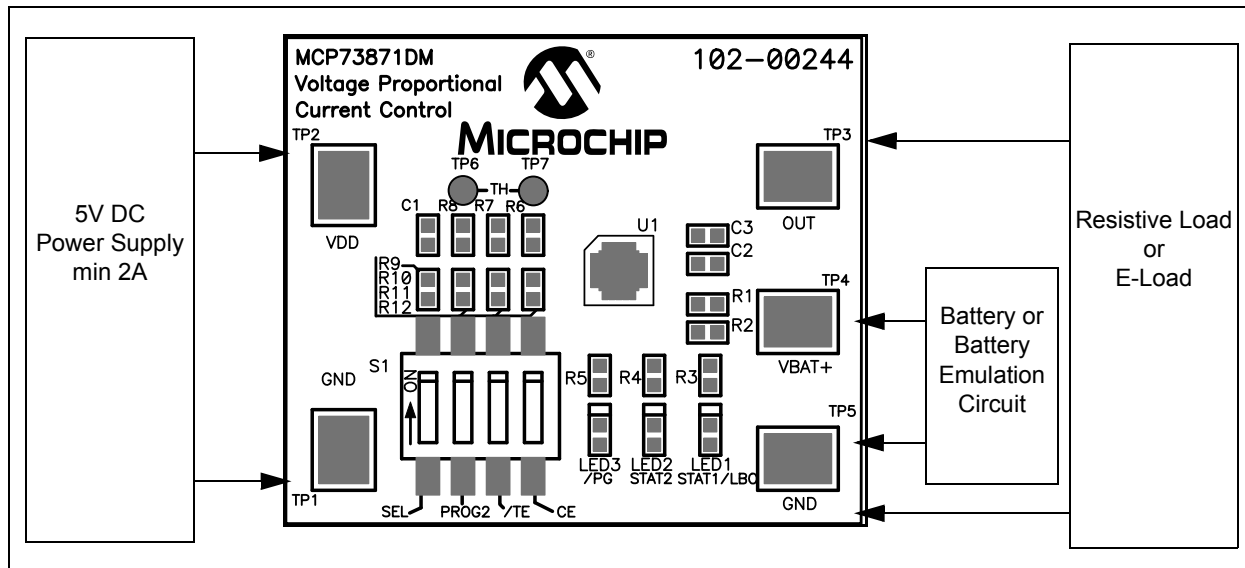 5V DC
Power Supply
min 2A
MCP73871DM
Voltage Proportional
Current Control
®
MICROCHIP
102-00244
TP2
VDD
TP6
TP7
TH
TP3
OUT
C1
R8
R7
R6
U1
C3
C2
R9
R10
R11
R12
R1
R2
TP4
VBAT+
GND
S1
ON
R5
R4
R3
TP5
LED3
/PG
LED2
STAT2
LED1
STAT1/LBO
GND
TP1
SEL
PROG2
/TE
CE
Battery or
Battery
Emulation
Circuit
Resistive Load
or
E-Load